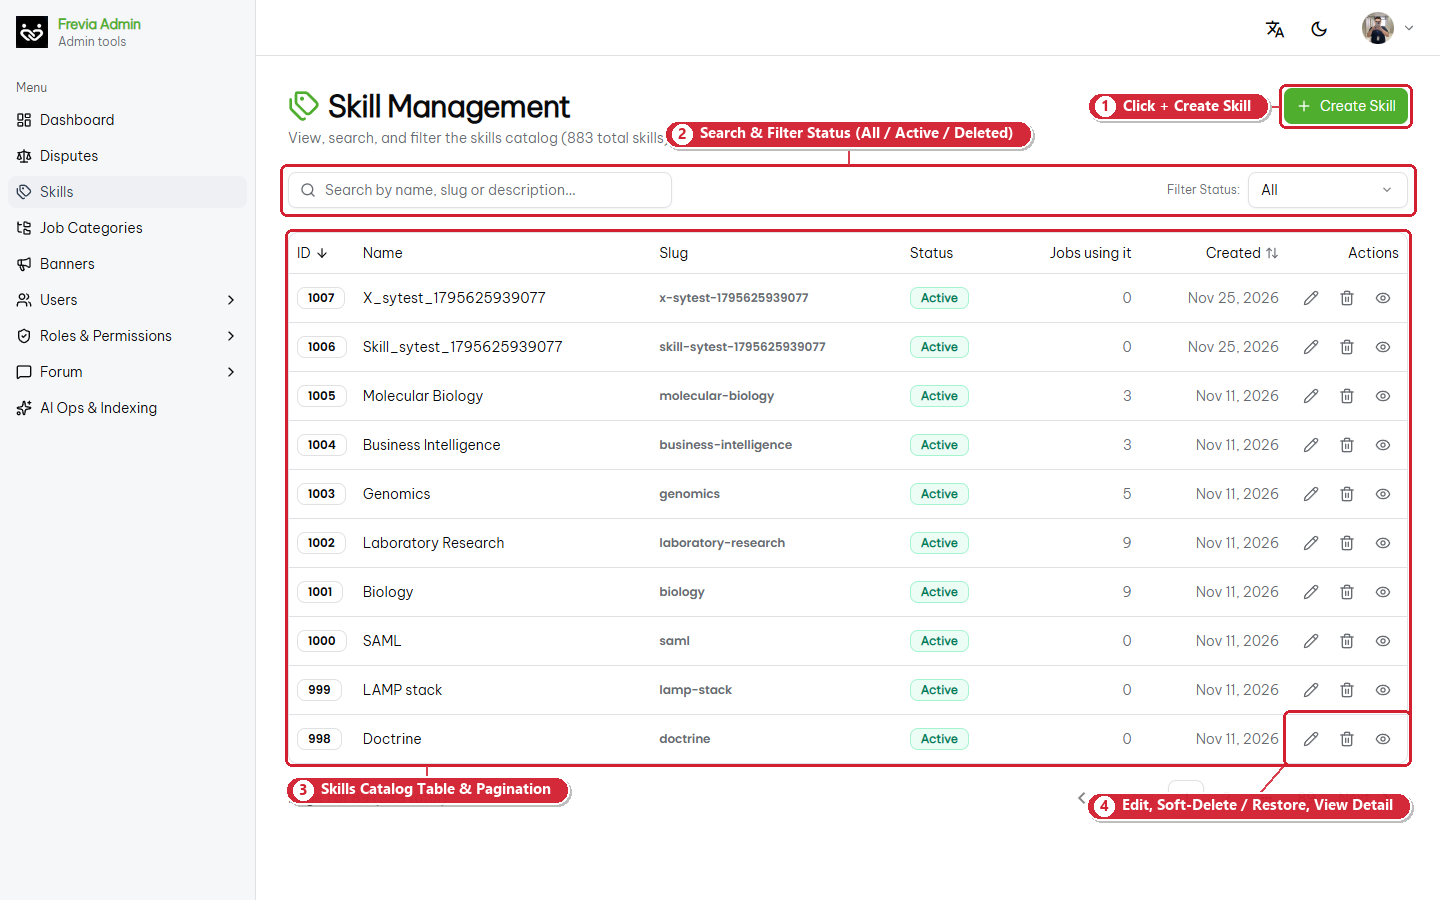 Frevia Admin
Admin tools
Menu
Dashboard
Disputes
Skills
Job Categories
Banners
Users
Roles & Permissions
Forum
AI Ops & Indexing
Skill Management
1 Click + Create Skill
+ Create Skill
View, search, and filter the skills catalog (883 total skills
2 Search & Filter Status (All / Active / Deleted)
Search by name, slug or description...
Filter Status: All
ID Name Slug Status Jobs using it Created Actions
1007 X_sytest_1795625939077 x-sytest-1795625939077 Active 0 Nov 25, 2026
1006 Skill_sytest_1795625939077 skill-sytest-1795625939077 Active 0 Nov 25, 2026
1005 Molecular Biology molecular-biology Active 3 Nov 11, 2026
1004 Business Intelligence business-intelligence Active 3 Nov 11, 2026
1003 Genomics genomics Active 5 Nov 11, 2026
1002 Laboratory Research laboratory-research Active 9 Nov 11, 2026
1001 Biology biology Active 9 Nov 11, 2026
1000 SAML saml Active 0 Nov 11, 2026
999 LAMP stack lamp-stack Active 0 Nov 11, 2026
998 Doctrine doctrine Active 0 Nov 11, 2026
3 Skills Catalog Table & Pagination
4 Edit, Soft-Delete / Restore, View Detail